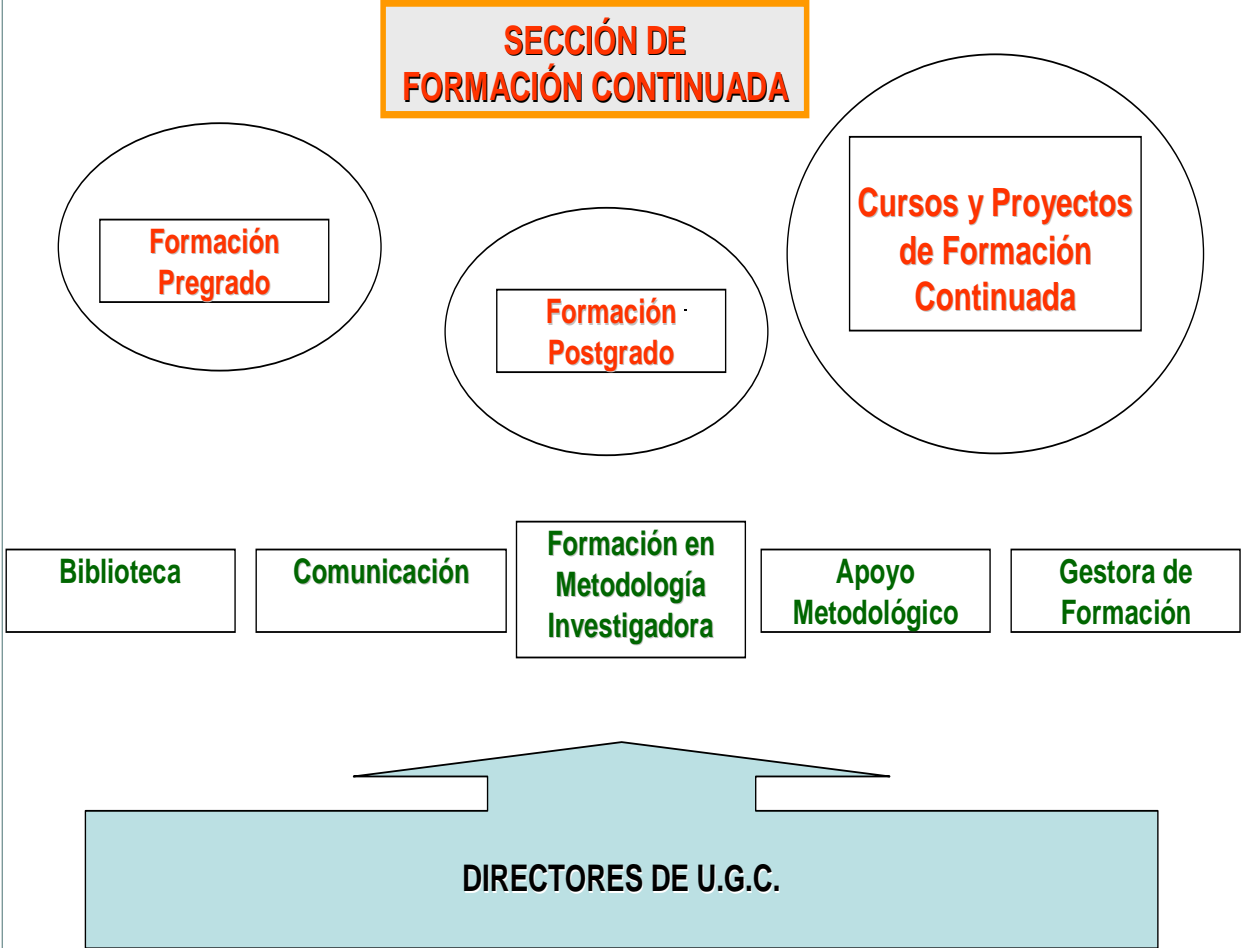 SECCIÓN DE
FORMACIÓN CONTINUADA
Formación
Pregrado
Formación
Postgrado
Cursos y Proyectos
de Formación
Continuada
Biblioteca
Comunicación
Formación en
Metodología
Investigadora
Apoyo
Metodológico
Gestora de
Formación
DIRECTORES DE U.G.C.